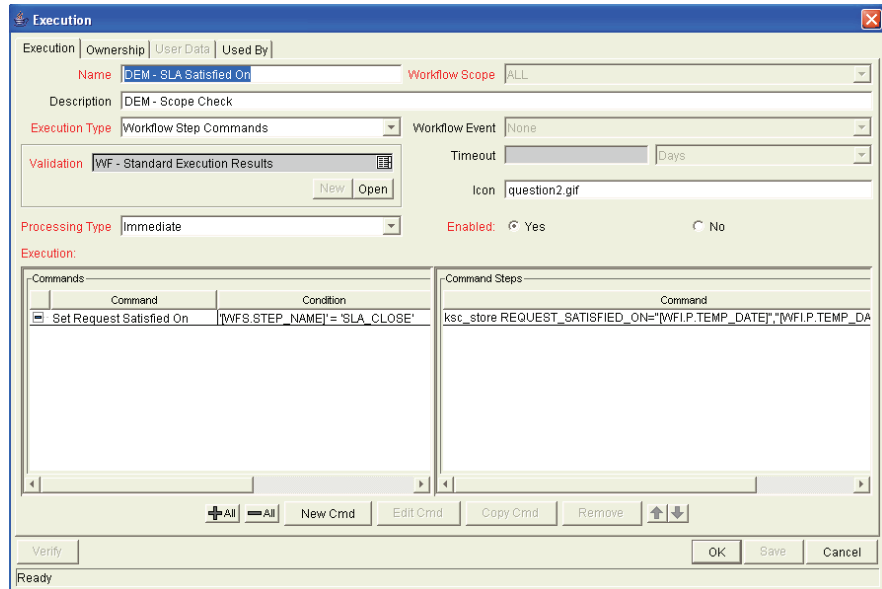 Execution
Execution Ownership User Data Used By
Name DEM - SLA Satisfied On Workflow Scope ALL
Description DEM - Scope Check
Execution Type Workflow Step Commands Workflow Event None
Validation WF - Standard Execution Results Timeout Days
New Open Icon question2.gif
Processing Type Immediate Enabled: Yes No
Execution:
Commands Command Steps
Command Condition Command
Set Request Satisfied On '[WFS.STEP_NAME]' = 'SLA_CLOSE' ksc_store REQUEST_SATISFIED_ON="[WFI.P.TEMP_DATE]","[WFI.P.TEMP_DA
All All New Cmd Edit Cmd Copy Cmd Remove
Verify OK Save Cancel
Ready